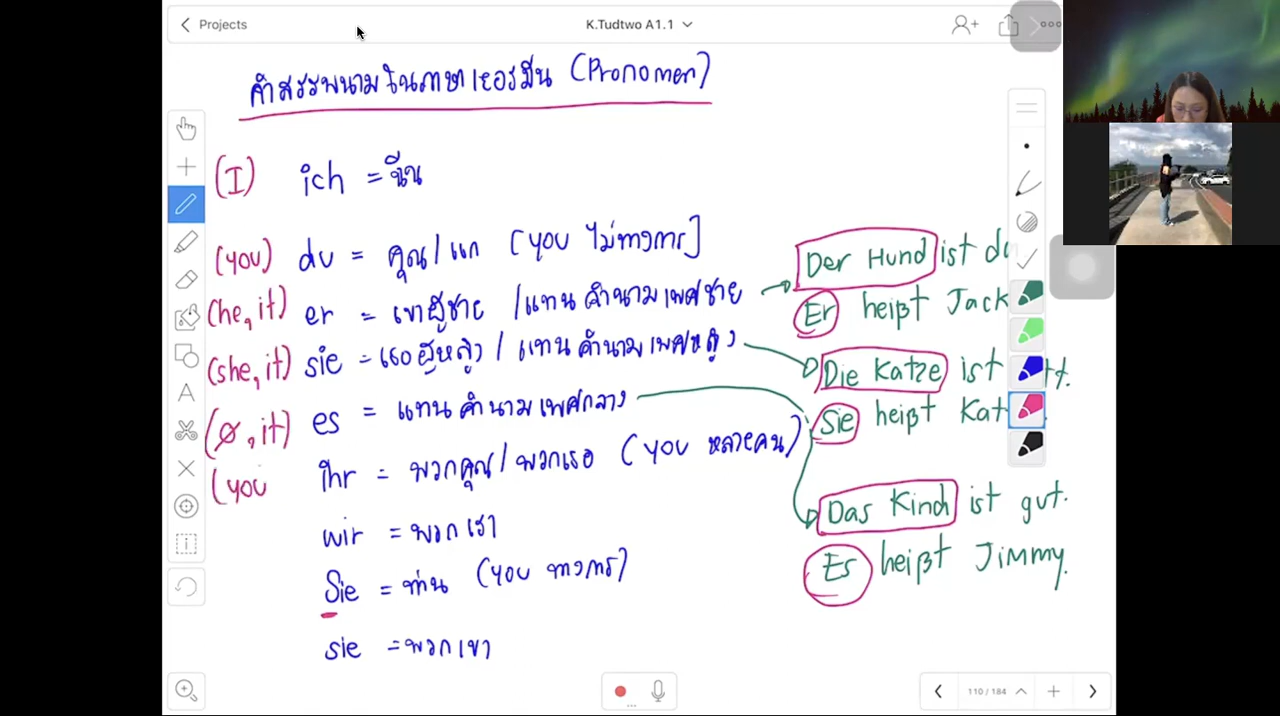 Projects
K.Tudtwo A1.1
คำสรรพนามในภาษาเยอรมัน (Pronomen)
(I) ich = ฉัน
(you) du = คุณ/แก (you ไม่ทางการ)
(he, it) er = เขาผู้ชาย /แทนคำนามเพศชาย
(she, it) sie = เธอผู้หญิง / แทนคำนามเพศหญิง
(ø, it) es = แทนคำนามเพศกลาง
(you ihr = พวกคุณ/พวกเธอ (you หลายคน)
wir = พวกเรา
Sie = ท่าน (you ทางการ)
sie = พวกเขา
Der Hund ist
Er heißt Jack
Die Katze ist
Sie heißt
Das Kind ist gut.
Es heißt Jimmy.
110 / 184